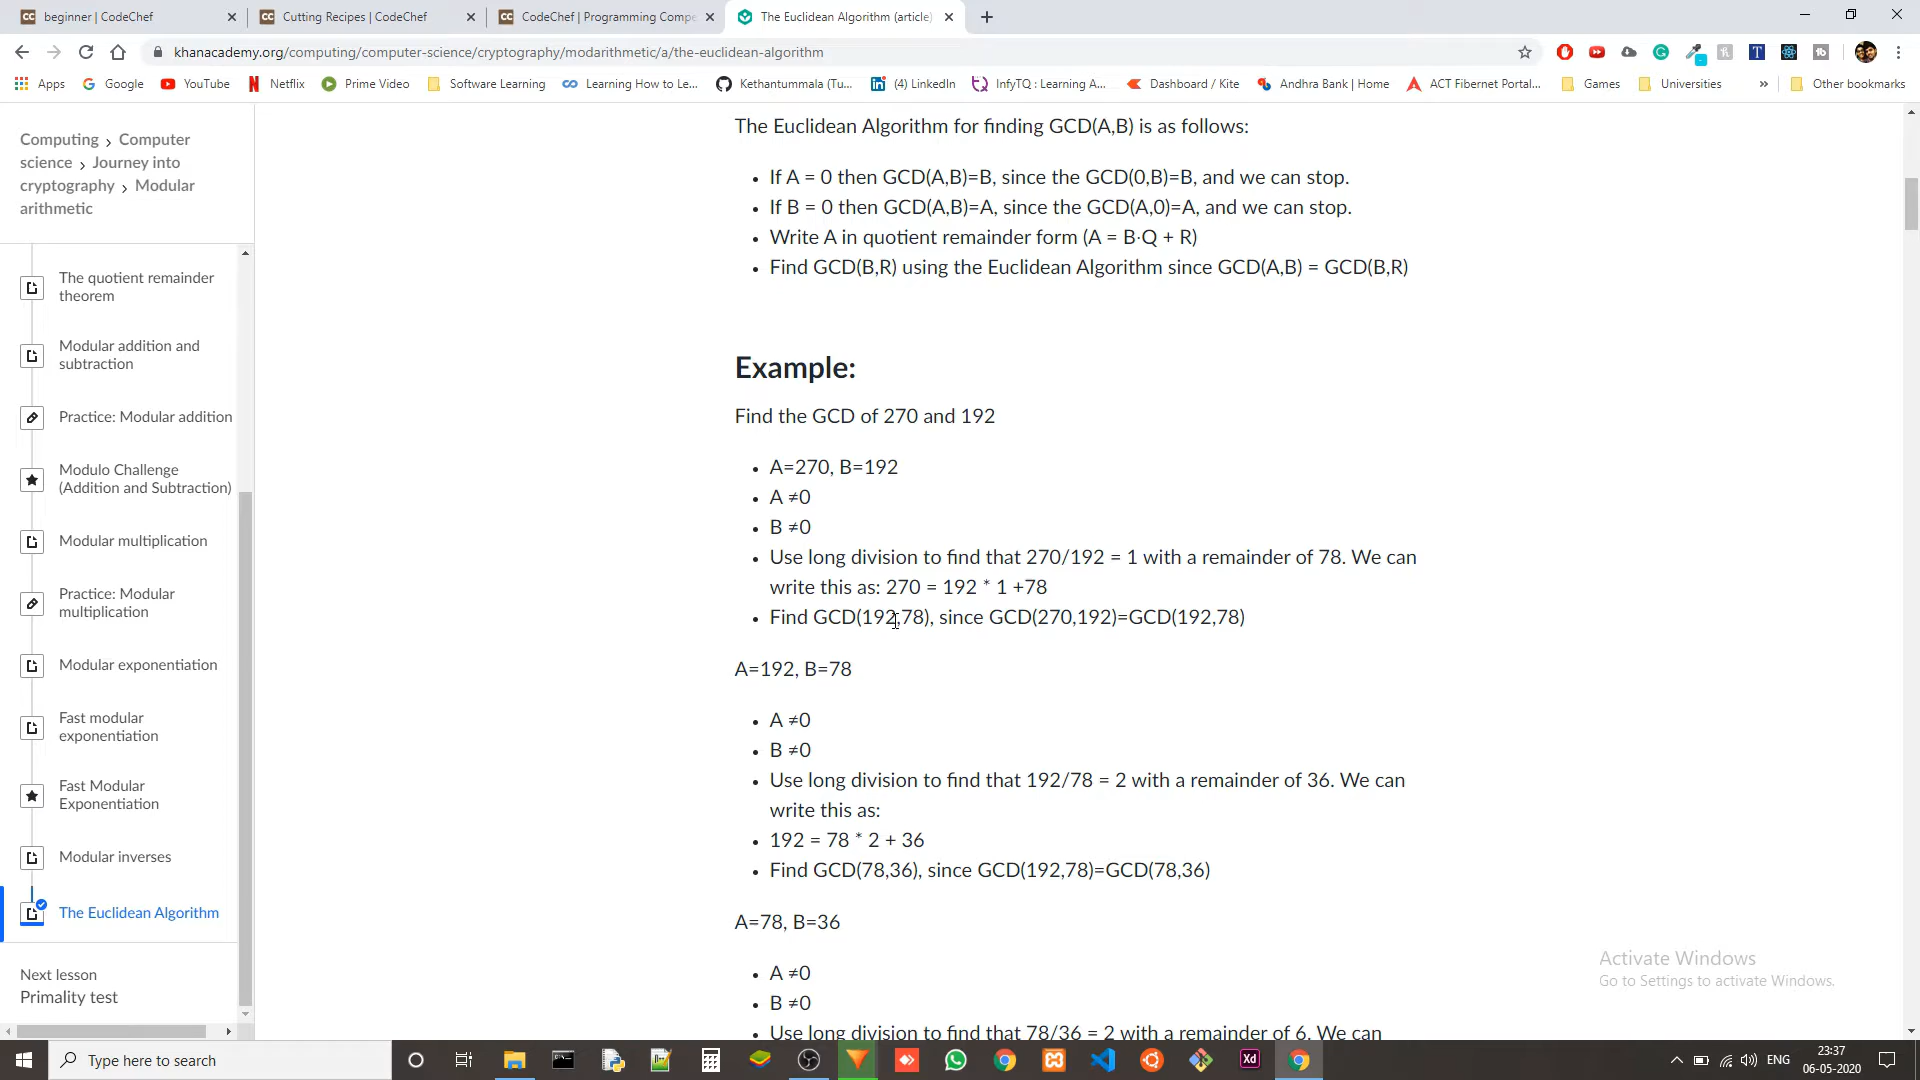 beginner | CodeChef
Cutting Recipes | CodeChef
CodeChef | Programming Compe
The Euclidean Algorithm (article)
khanacademy.org/computing/computer-science/cryptography/modarithmetic/a/the-euclidean-algorithm
Apps
Google
YouTube
Netflix
Prime Video
Software Learning
Learning How to Le...
Kethantummala (Tu...
(4) LinkedIn
InfyTQ : Learning A...
Dashboard / Kite
Andhra Bank | Home
ACT Fibernet Portal...
Games
Universities
»
Other bookmarks
Computing > Computer
science > Journey into
cryptography > Modular
arithmetic
The quotient remainder
theorem
Modular addition and
subtraction
Practice: Modular addition
Modulo Challenge
(Addition and Subtraction)
Modular multiplication
Practice: Modular
multiplication
Modular exponentiation
Fast modular
exponentiation
Fast Modular
Exponentiation
Modular inverses
The Euclidean Algorithm
Next lesson
Primality test
The Euclidean Algorithm for finding GCD(A,B) is as follows:
• If A = 0 then GCD(A,B)=B, since the GCD(0,B)=B, and we can stop.
• If B = 0 then GCD(A,B)=A, since the GCD(A,0)=A, and we can stop.
• Write A in quotient remainder form (A = B·Q + R)
• Find GCD(B,R) using the Euclidean Algorithm since GCD(A,B) = GCD(B,R)
Example:
Find the GCD of 270 and 192
• A=270, B=192
• A ≠0
• B ≠0
• Use long division to find that 270/192 = 1 with a remainder of 78. We can
write this as: 270 = 192 * 1 +78
• Find GCD(192,78), since GCD(270,192)=GCD(192,78)
A=192, B=78
• A ≠0
• B ≠0
• Use long division to find that 192/78 = 2 with a remainder of 36. We can
write this as:
• 192 = 78 * 2 + 36
• Find GCD(78,36), since GCD(192,78)=GCD(78,36)
A=78, B=36
• A ≠0
• B ≠0
• Use long division to find that 78/36 = 2 with a remainder of 6. We can
Activate Windows
Go to Settings to activate Windows.
Type here to search
Xd
ENG
23:37
06-05-2020